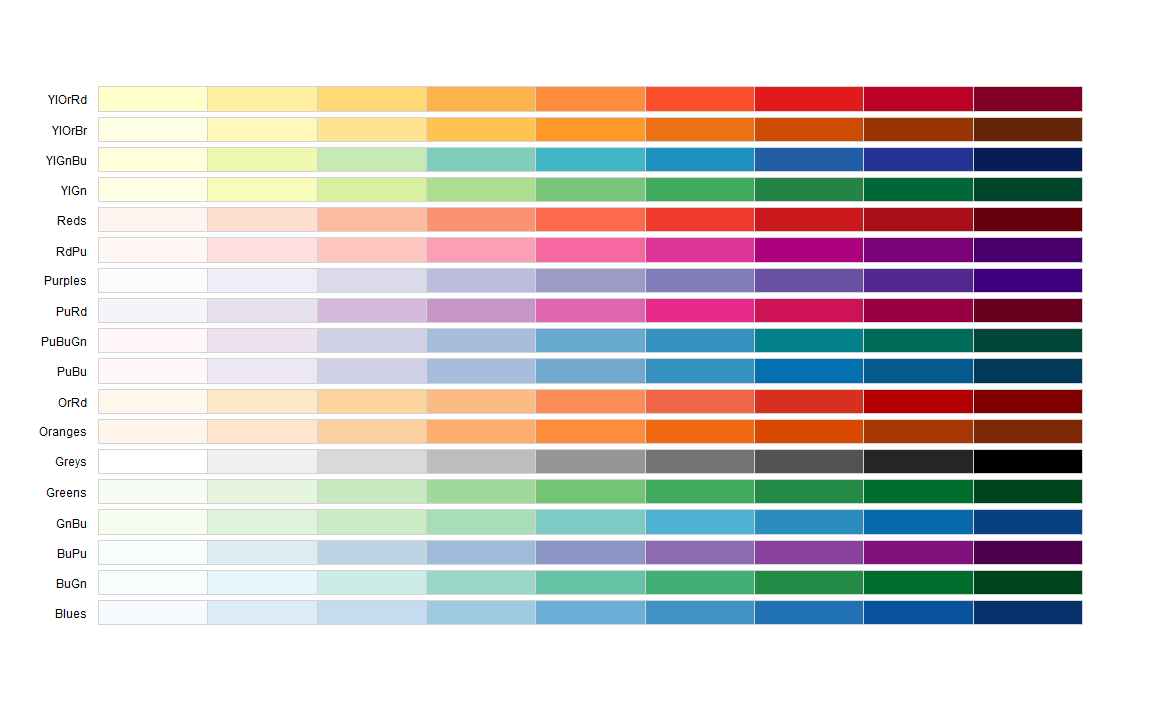 YlOrRd
YlOrBr
YlGnBu
YlGn
Reds
RdPu
Purples
PuRd
PuBuGn
PuBu
OrRd
Oranges
Greys
Greens
GnBu
BuPu
BuGn
Blues